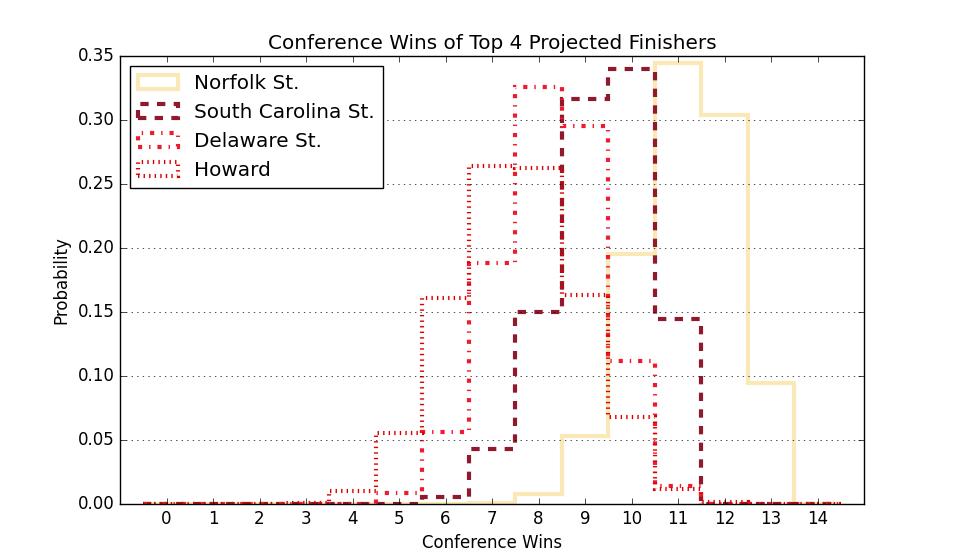 Conference Wins of Top 4 Projected Finishers
Norfolk St.
South Carolina St.
Delaware St.
Howard
Probability
0.35
0.30
0.25
0.20
0.15
0.10
0.05
0.00
0 1 2 3 4 5 6 7 8 9 10 11 12 13 14
Conference Wins